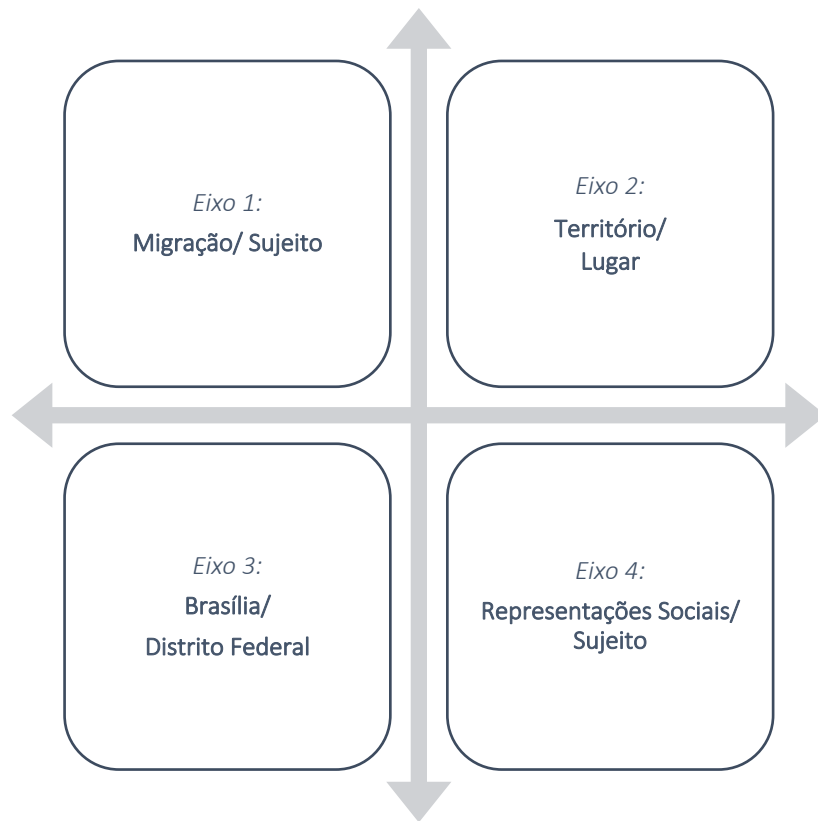 Eixo 1:
Migração/ Sujeito
Eixo 2:
Território/
Lugar
Eixo 3:
Brasília/
Distrito Federal
Eixo 4:
Representações Sociais/
Sujeito